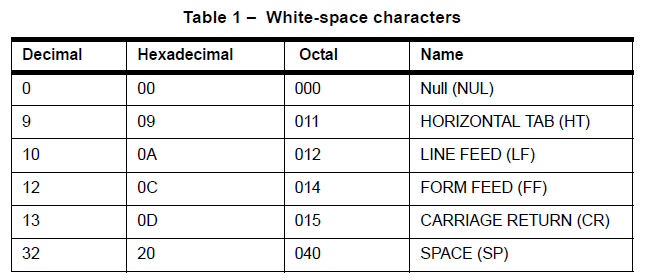 Table 1 – White-space characters
Decimal Hexadecimal Octal Name
0 00 000 Null (NUL)
9 09 011 HORIZONTAL TAB (HT)
10 0A 012 LINE FEED (LF)
12 0C 014 FORM FEED (FF)
13 0D 015 CARRIAGE RETURN (CR)
32 20 040 SPACE (SP)